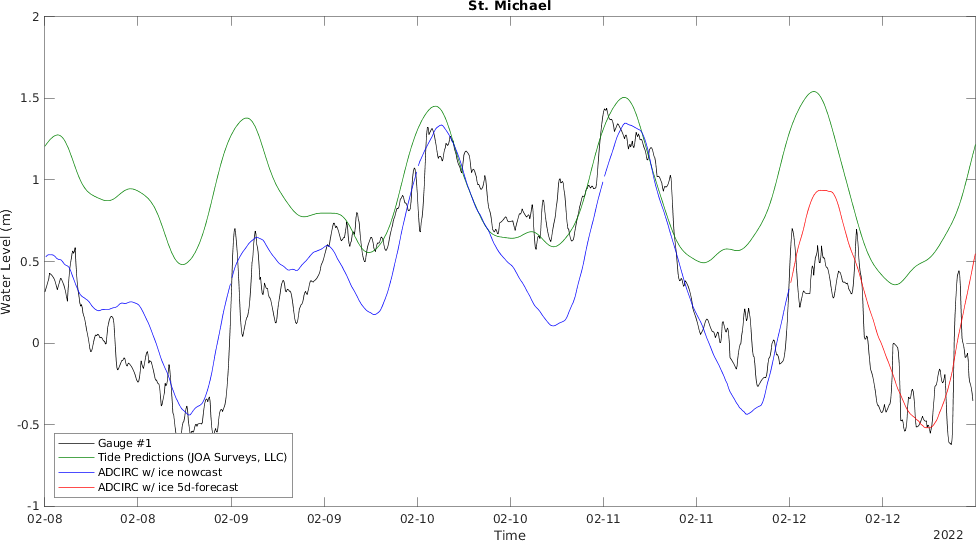 St. Michael
2
1.5
1
0.5
0
-0.5
-1
Water Level (m)
Gauge #1
Tide Predictions (JOA Surveys, LLC)
ADCIRC w/ ice nowcast
ADCIRC w/ ice 5d-forecast
02-08 02-08 02-09 02-09 02-10 02-10 02-11 02-11 02-12 02-12
Time
2022